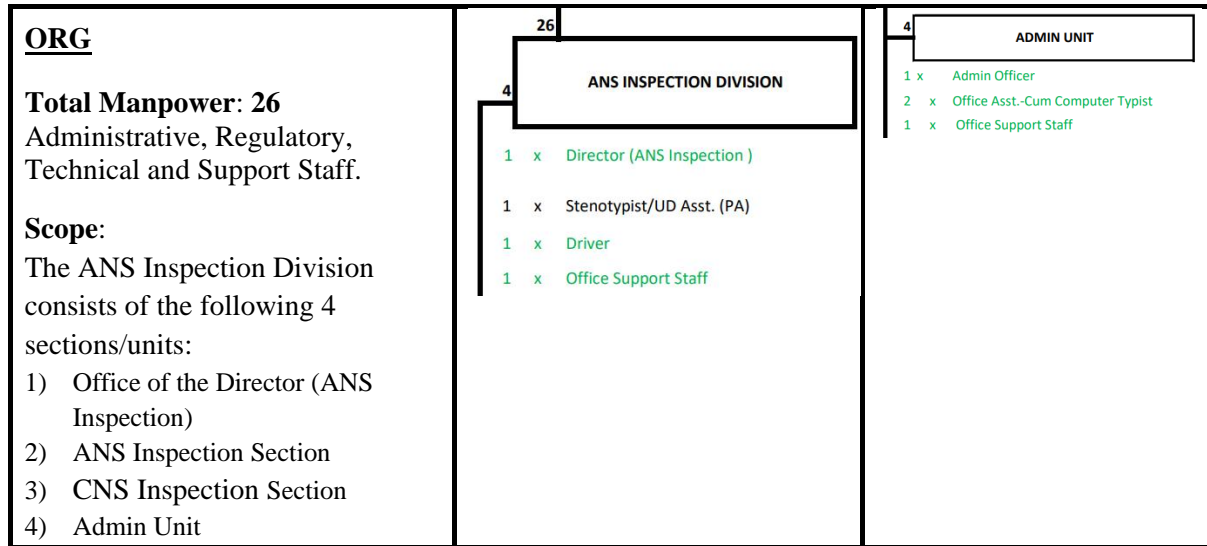 ORG
Total Manpower: 26
Administrative, Regulatory,
Technical and Support Staff.
Scope:
The ANS Inspection Division
consists of the following 4
sections/units:
1) Office of the Director (ANS
Inspection)
2) ANS Inspection Section
3) CNS Inspection Section
4) Admin Unit
26
ANS INSPECTION DIVISION
4
1 x Director (ANS Inspection )
1 x Stenotypist/UD Asst. (PA)
1 x Driver
1 x Office Support Staff
4
ADMIN UNIT
1 x Admin Officer
2 x Office Asst.-Cum Computer Typist
1 x Office Support Staff